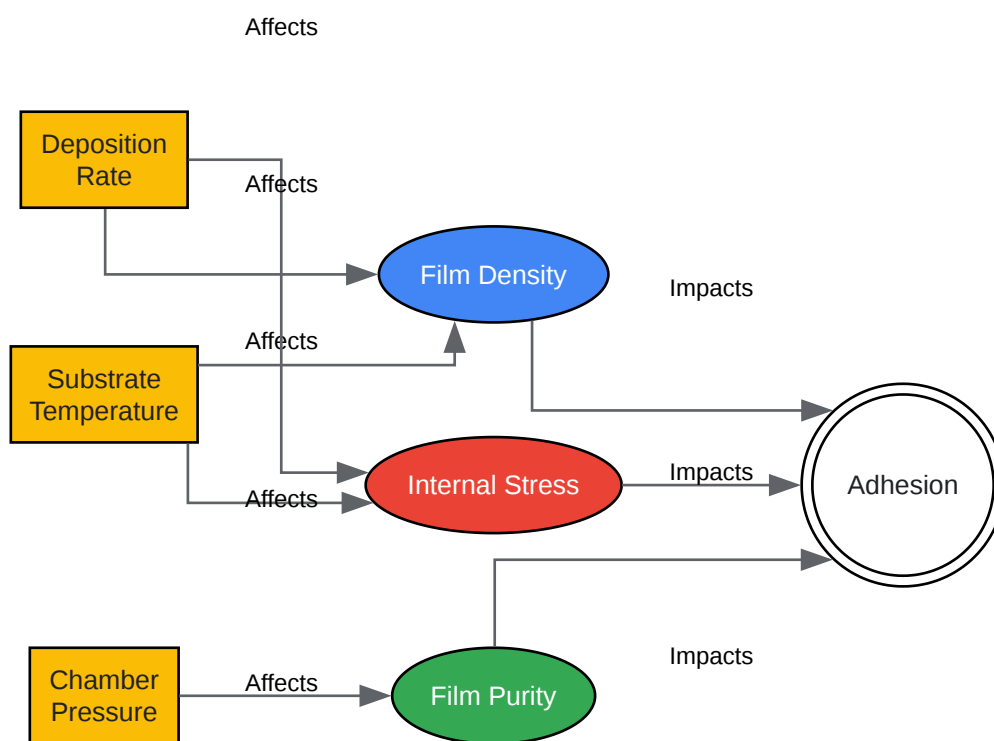 Affects
Deposition
Rate
Affects
Film Density
Impacts
Affects
Substrate
Temperature
Internal Stress
Impacts
Adhesion
Affects
Impacts
Chamber
Pressure
Affects
Film Purity